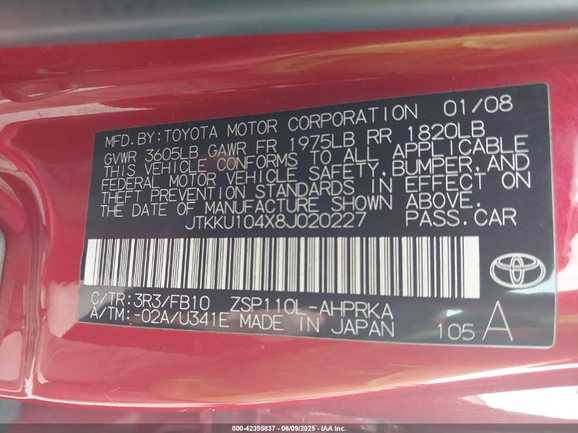 MFD.BY:TOYOTA MOTOR CORPORATION 01/08
GVWR 3605LB GAWR FR 1975LB RR 1820LB
THIS VEHICLE CONFORMS TO ALL APPLICABLE
FEDERAL MOTOR VEHICLE SAFETY,BUMPER,AND
THEFT PREVENTION STANDARDS IN EFFECT ON
THE DATE OF MANUFACTURE SHOWN ABOVE.
JTKKU104X8J020227 PASS.CAR
C/TR:3R3/FB10 ZSP110L-AHPRKA
A/TM:-02A/U341E MADE IN JAPAN 105 A
000-42395837 - 06/09/2025 - IAA Inc.